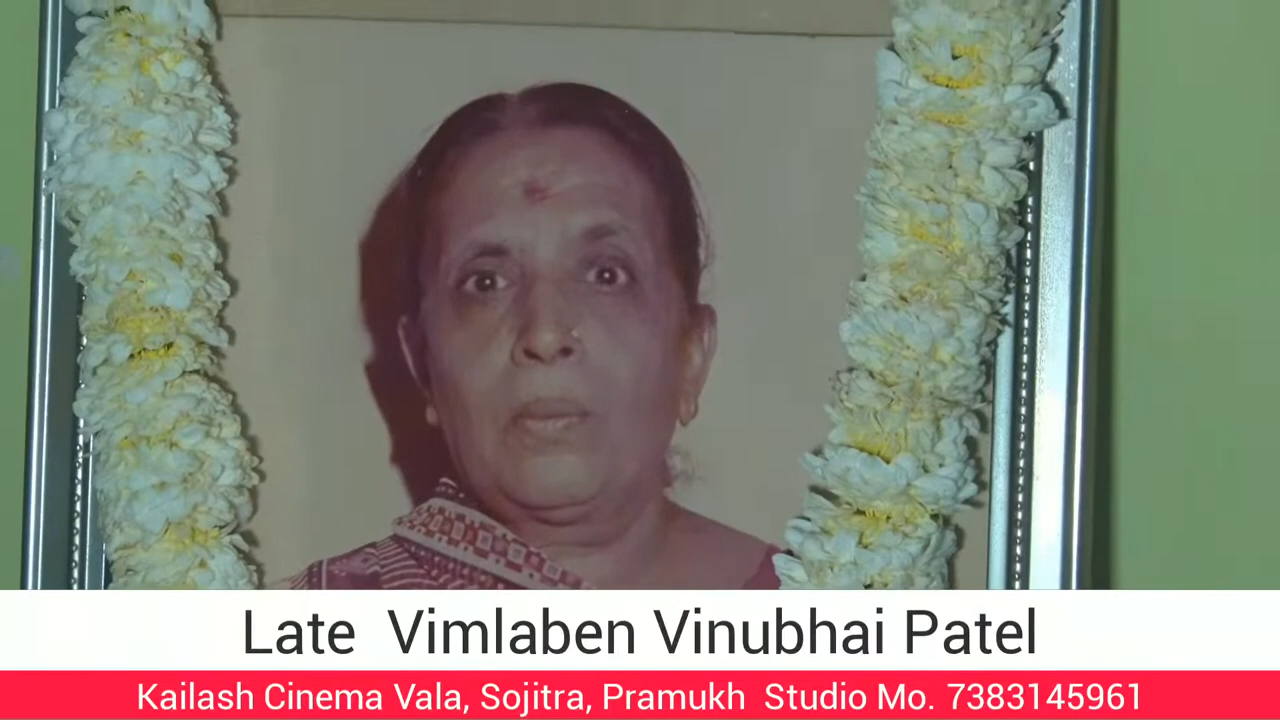 Late Vimlaben Vinubhai Patel
Kailash Cinema Vala, Sojitra, Pramukh Studio Mo. 7383145961